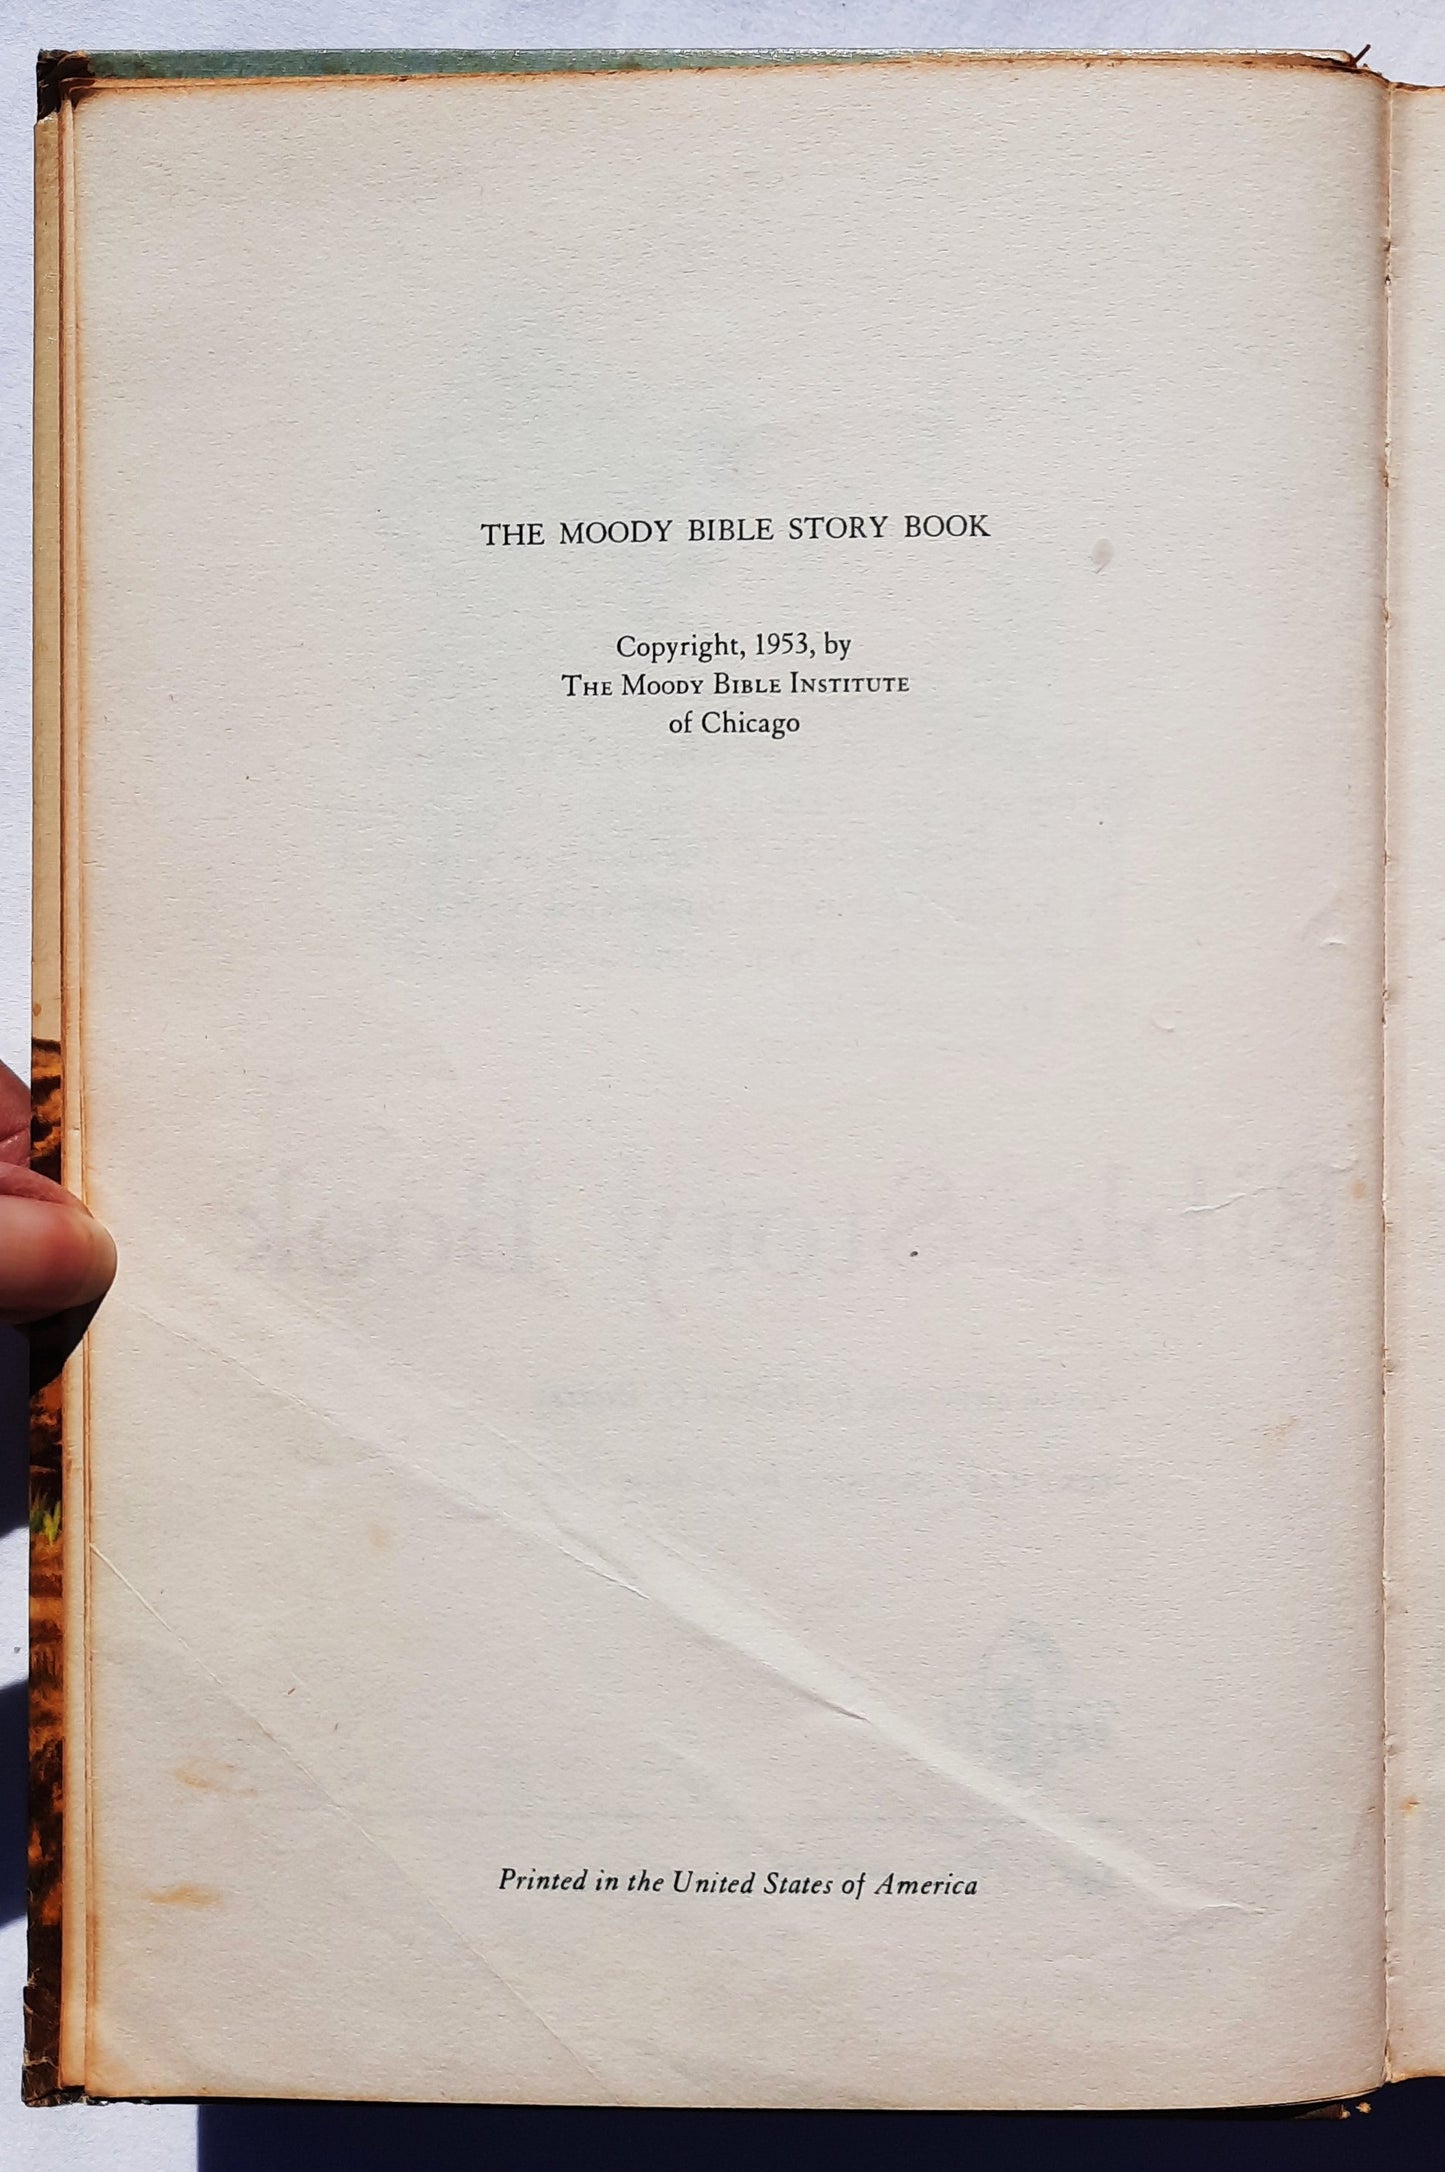 THE MOODY BIBLE STORY BOOK
Copyright, 1953, by
THE MOODY BIBLE INSTITUTE
of Chicago
Printed in the United States of America